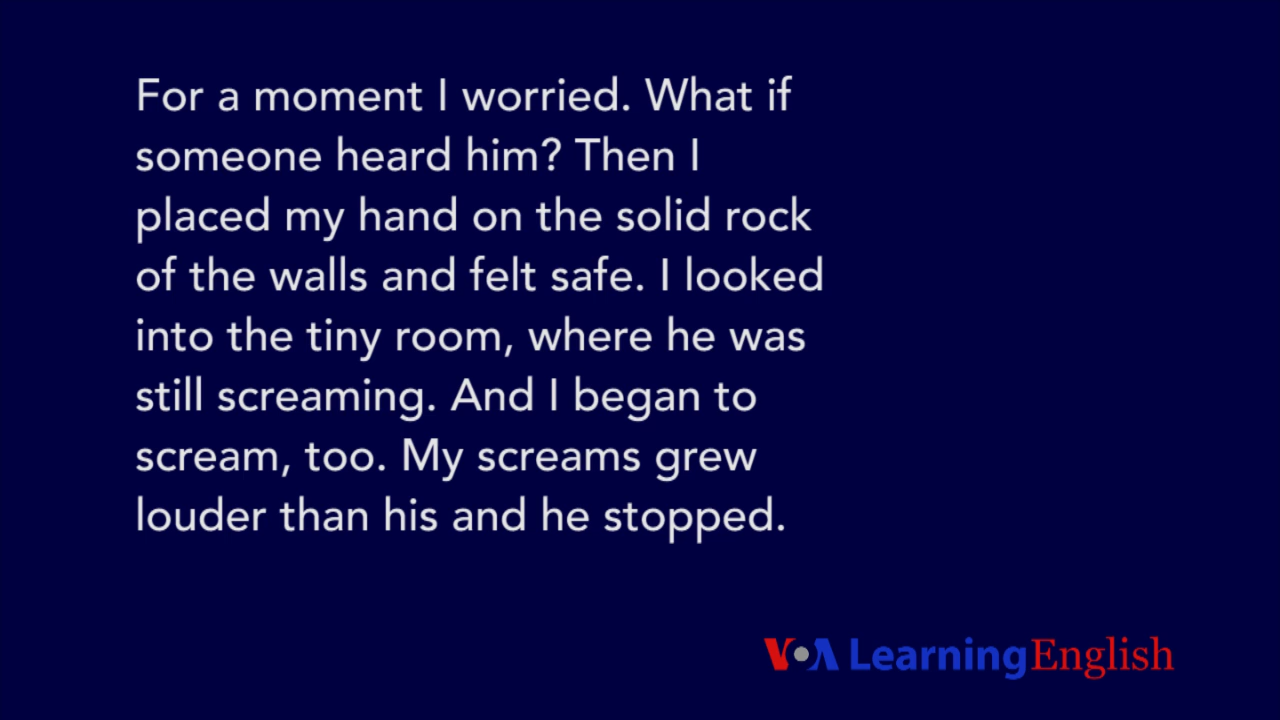 For a moment I worried. What if
someone heard him? Then I
placed my hand on the solid rock
of the walls and felt safe. I looked
into the tiny room, where he was
still screaming. And I began to
scream, too. My screams grew
louder than his and he stopped.
VOA Learning English